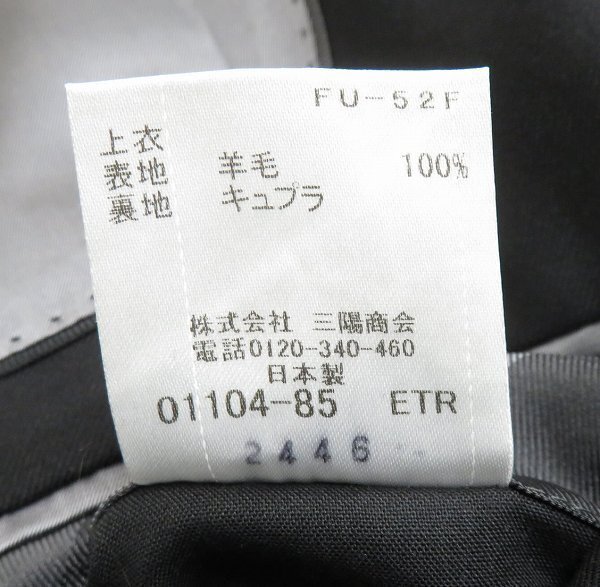 FU-52F
上衣
表地 羊毛 100%
裏地 キュプラ
株式会社 三陽商会
電話0120-340-460
日本製
01104-85 ETR
2446